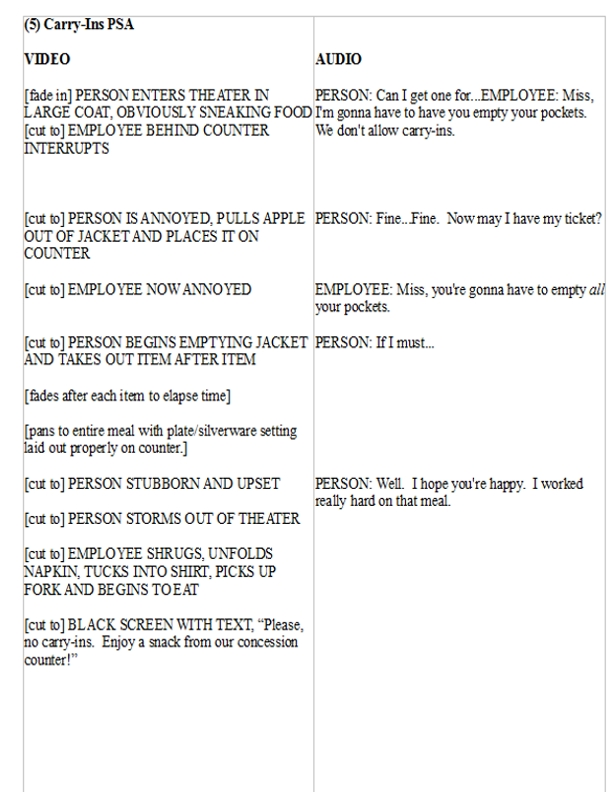 (5) Carry-Ins PSA
VIDEO
AUDIO
[fade in] PERSON ENTERS THEATER IN
LARGE COAT, OBVIOUSLY SNEAKING FOOD
[cut to] EMPLOYEE BEHIND COUNTER
INTERRUPTS
PERSON: Can I get one for...EMPLOYEE: Miss,
I'm gonna have to have you empty your pockets.
We don't allow carry-ins.
[cut to] PERSON IS ANNOYED, PULLS APPLE
OUT OF JACKET AND PLACES IT ON
COUNTER
PERSON: Fine...Fine. Now may I have my ticket?
[cut to] EMPLOYEE NOW ANNOYED
EMPLOYEE: Miss, you're gonna have to empty all
your pockets.
[cut to] PERSON BEGINS EMPTYING JACKET
AND TAKES OUT ITEM AFTER ITEM
PERSON: If I must...
[fades after each item to elapse time]
[pans to entire meal with plate/silverware setting
laid out properly on counter.]
[cut to] PERSON STUBBORN AND UPSET
PERSON: Well. I hope you're happy. I worked
really hard on that meal.
[cut to] PERSON STORMS OUT OF THEATER
[cut to] EMPLOYEE SHRUGS, UNFOLDS
NAPKIN, TUCKS INTO SHIRT, PICKS UP
FORK AND BEGINS TO EAT
[cut to] BLACK SCREEN WITH TEXT, “Please,
no carry-ins. Enjoy a snack from our concession
counter!”